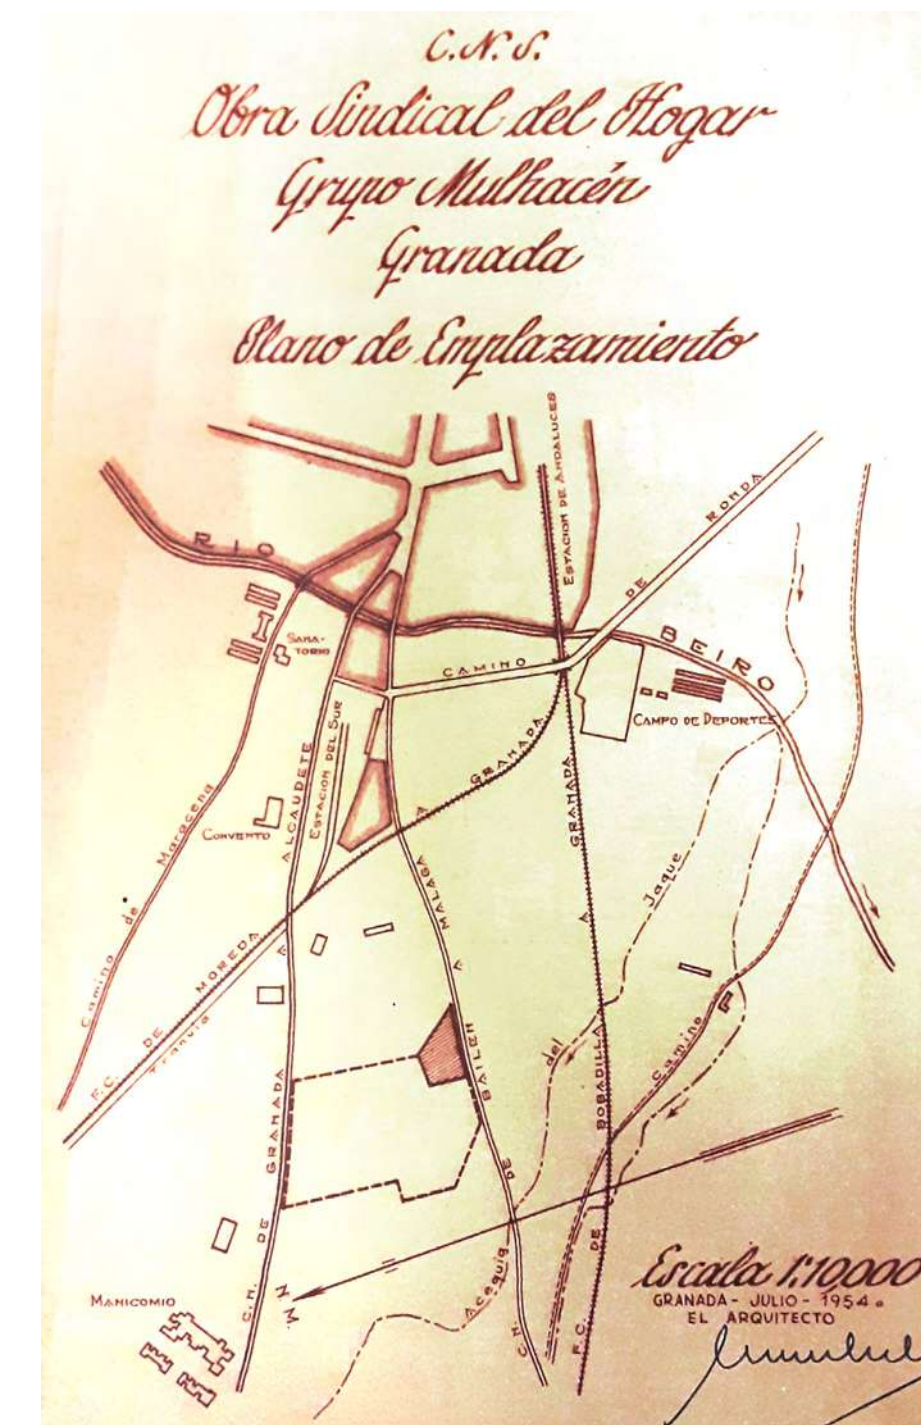 C.N.S.
Obra Sindical del Hogar
Grupo Mulhacén
Granada
Plano de Emplazamiento
ESTACION DE ANDALUCES
CAMINO DE RONDA
RIO BEIRO
SANA-
TORIO
CAMPO DE DEPORTES
ESTACION DEL SUR
CONVENTO
Camino de Maracena
F.C. DE MOREDA A GRANADA
Tranvia
C.N. DE GRANADA A ALCAUDETE
C.N. DE BAILEN A MALAGA
F.C. DE BOBADILLA A GRANADA
Acequia del Jaque
Camino
N.M.
MANICOMIO
Escala 1:10,000
GRANADA - JULIO - 1954.
EL ARQUITECTO